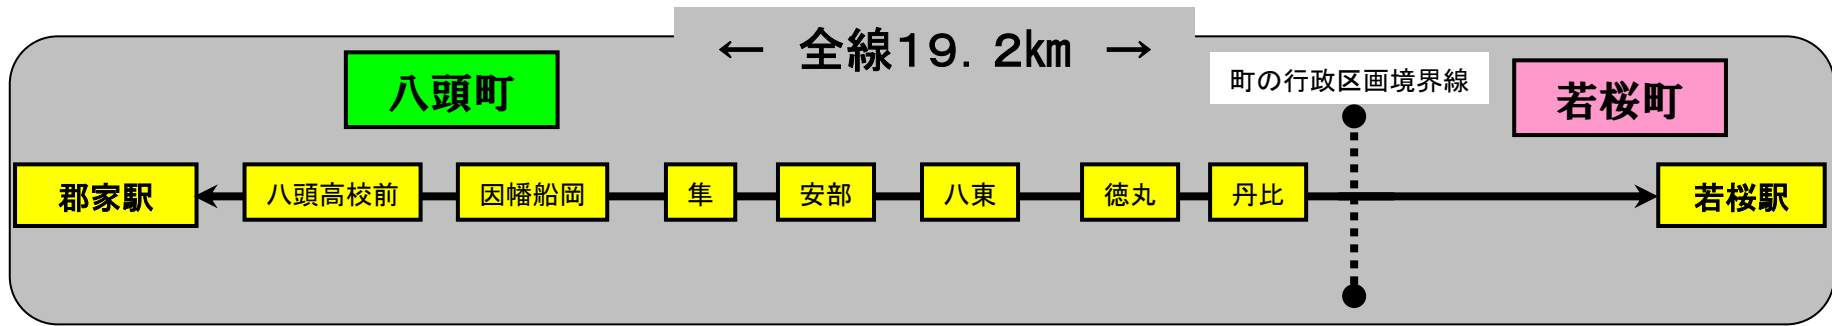 ← 全線19.2km →
八頭町
町の行政区画境界線
若桜町
郡家駅
八頭高校前
因幡船岡
隼
安部
八東
徳丸
丹比
若桜駅